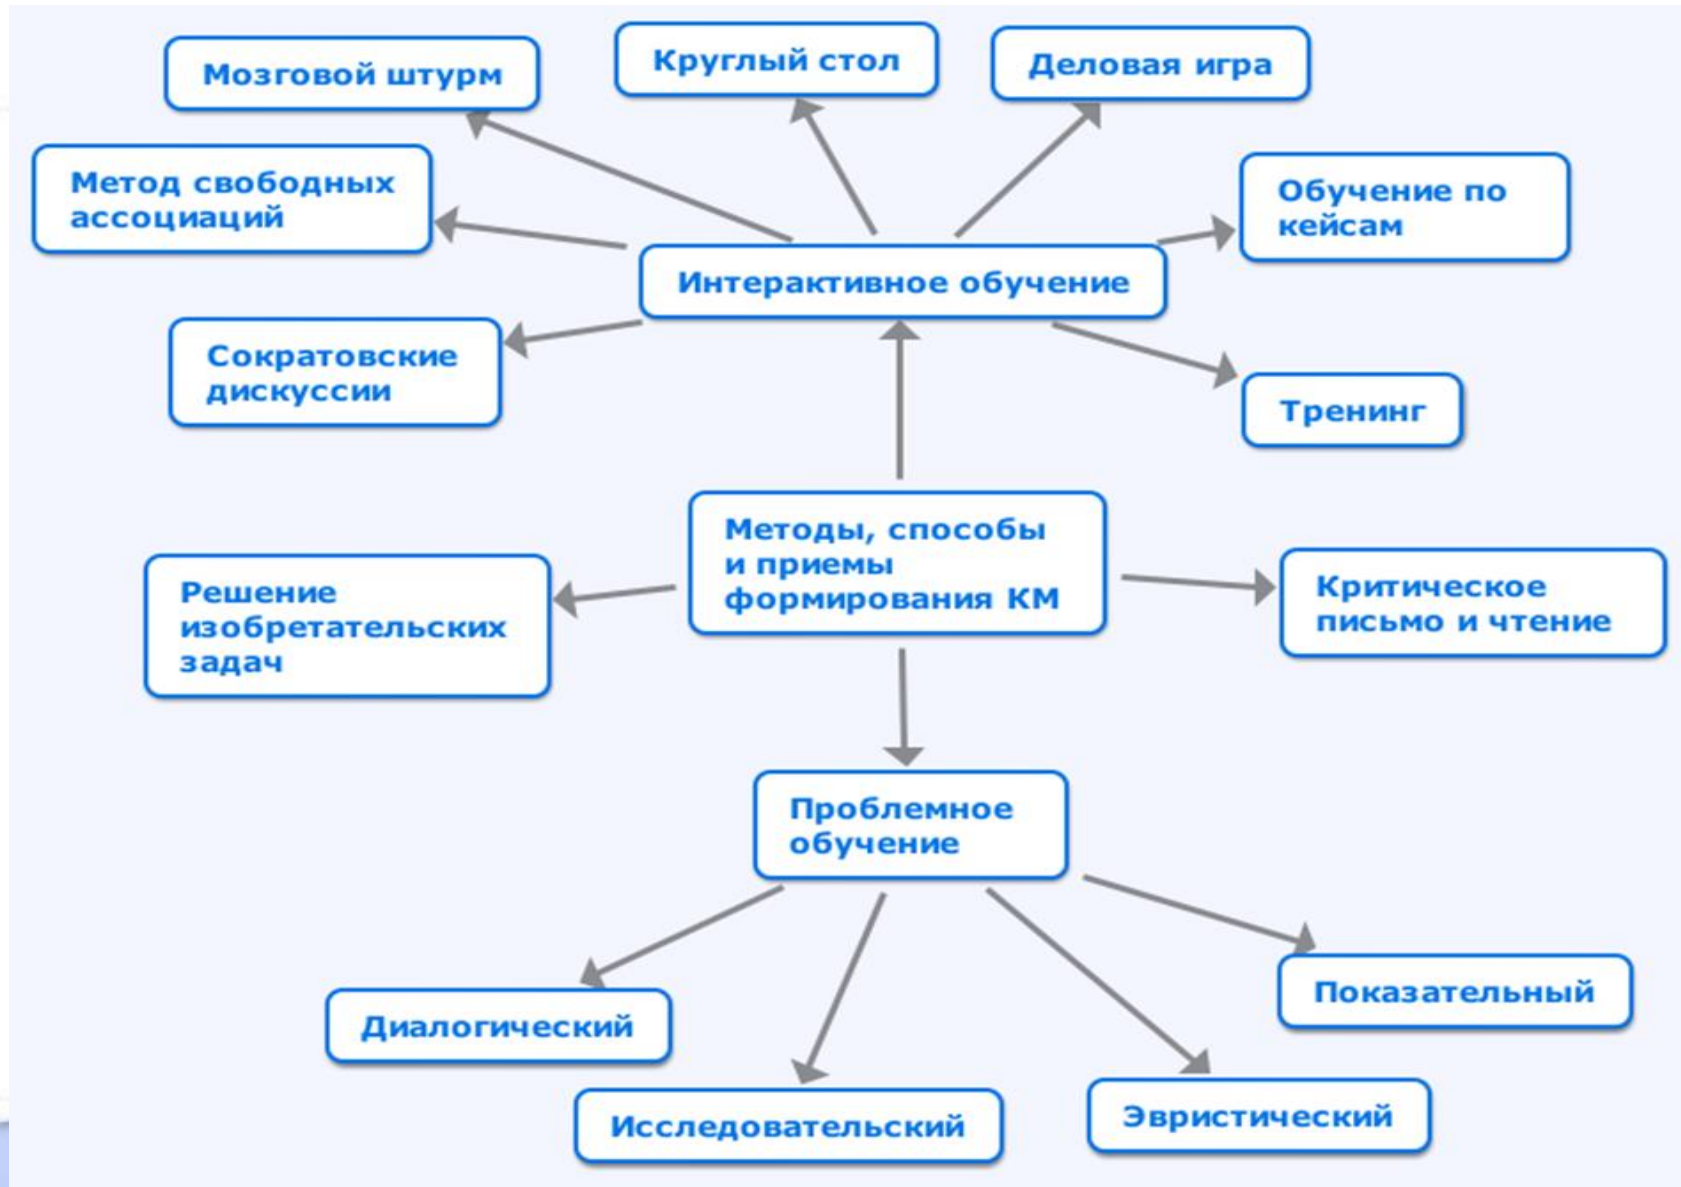 Мозговой штурм
Круглый стол
Деловая игра
Метод свободных
ассоциаций
Обучение по
кейсам
Интерактивное обучение
Сократовские
дискуссии
Тренинг
Методы, способы
и приемы
формирования КМ
Решение
изобретательских
задач
Критическое
письмо и чтение
Проблемное
обучение
Диалогический
Показательный
Исследовательский
Эвристический